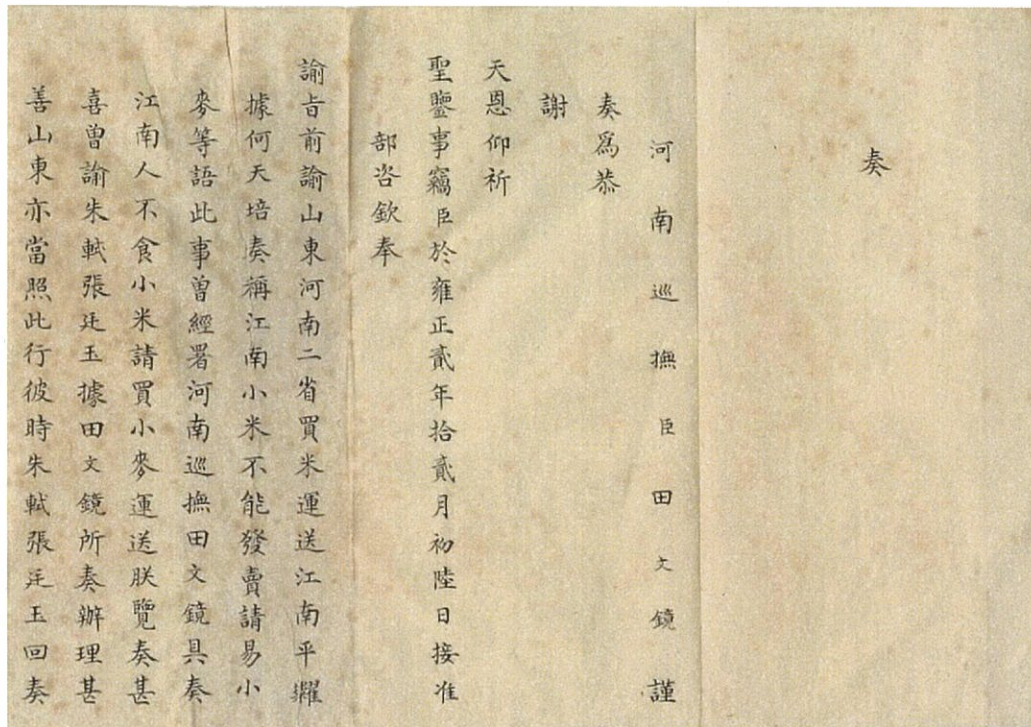 奏
河南巡撫臣田文鏡謹
奏爲恭
謝
天恩仰祈
聖鑒事竊臣於雍正貳年拾貳月初陸日接准
部咨欽奉
諭旨前諭山東河南二省買米運送江南平糶
據何天培奏稱江南小米不能發賣請易小
麥等語此事曾經署河南巡撫田文鏡具奏
江南人不食小米請買小麥運送朕覽奏甚
喜曾諭朱軾張廷玉據田文鏡所奏辦理甚
善山東亦當照此行彼時朱軾張廷玉回奏